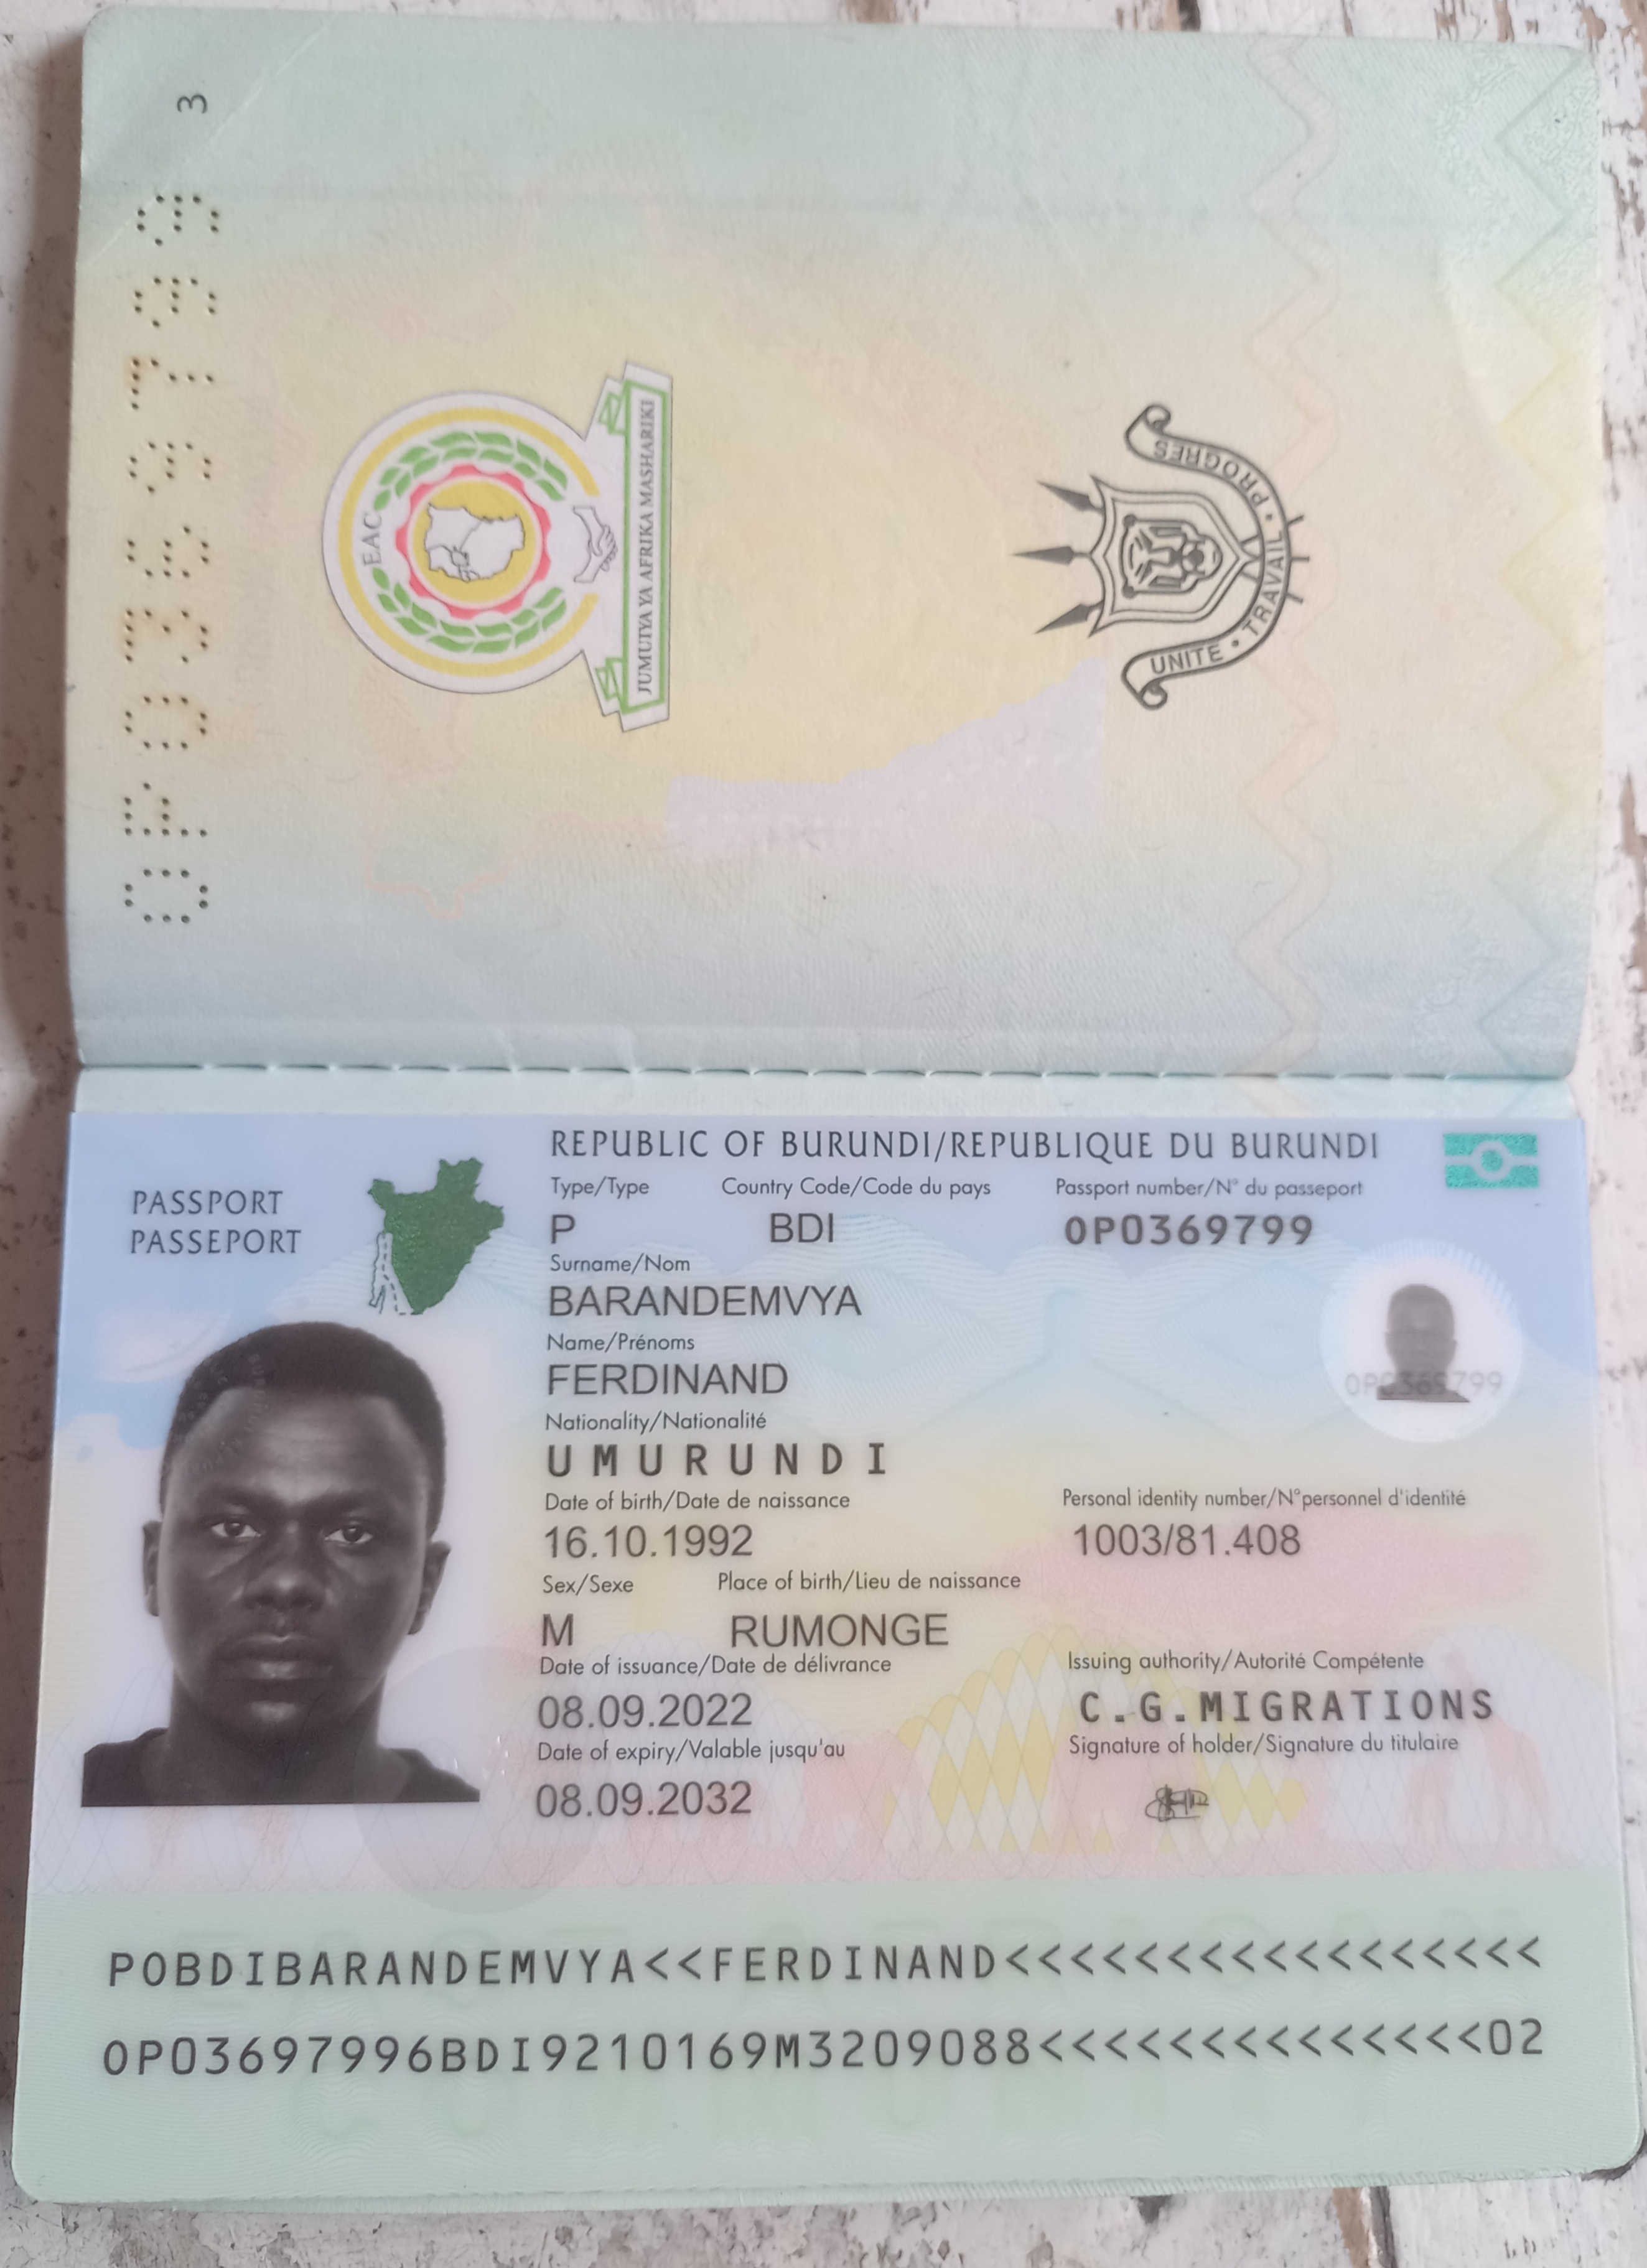 3
OP0369799
EAC
JUMUIYA YA AFRIKA MASHARIKI
UNITE • TRAVAIL • PROGRES
REPUBLIC OF BURUNDI/REPUBLIQUE DU BURUNDI
PASSPORT
PASSEPORT
Type/Type Country Code/Code du pays Passport number/N° du passeport
P BDI OP0369799
Surname/Nom
BARANDEMVYA
Name/Prénoms
FERDINAND
OP0369799
Nationality/Nationalité
UMURUNDI
Date of birth/Date de naissance Personal identity number/N°personnel d'identité
16.10.1992 1003/81.408
Sex/Sexe Place of birth/Lieu de naissance
M RUMONGE
Date of issuance/Date de délivrance Issuing authority/Autorité Compétente
08.09.2022 C.G.MIGRATIONS
Date of expiry/Valable jusqu'au Signature of holder/Signature du titulaire
08.09.2032
POBDIBARANDEMVYA<<FERDINAND<<<<<<<<<<<<<<<<<
OP03697996BDI9210169M3209088<<<<<<<<<<<<<<02